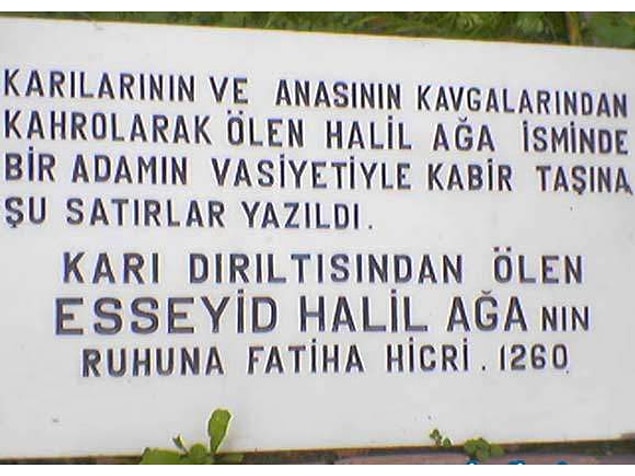 KARILARININ VE ANASININ KAVGALARINDAN
KAHROLARAK ÖLEN HALİL AĞA İSMİNDE
BİR ADAMIN VASİYETİYLE KABİR TAŞINA
ŞU SATIRLAR YAZILDI.
KARI DIRILTISINDAN ÖLEN
ESSEYİD HALİL AĞA NIN
RUHUNA FATİHA HİCRİ . 1260